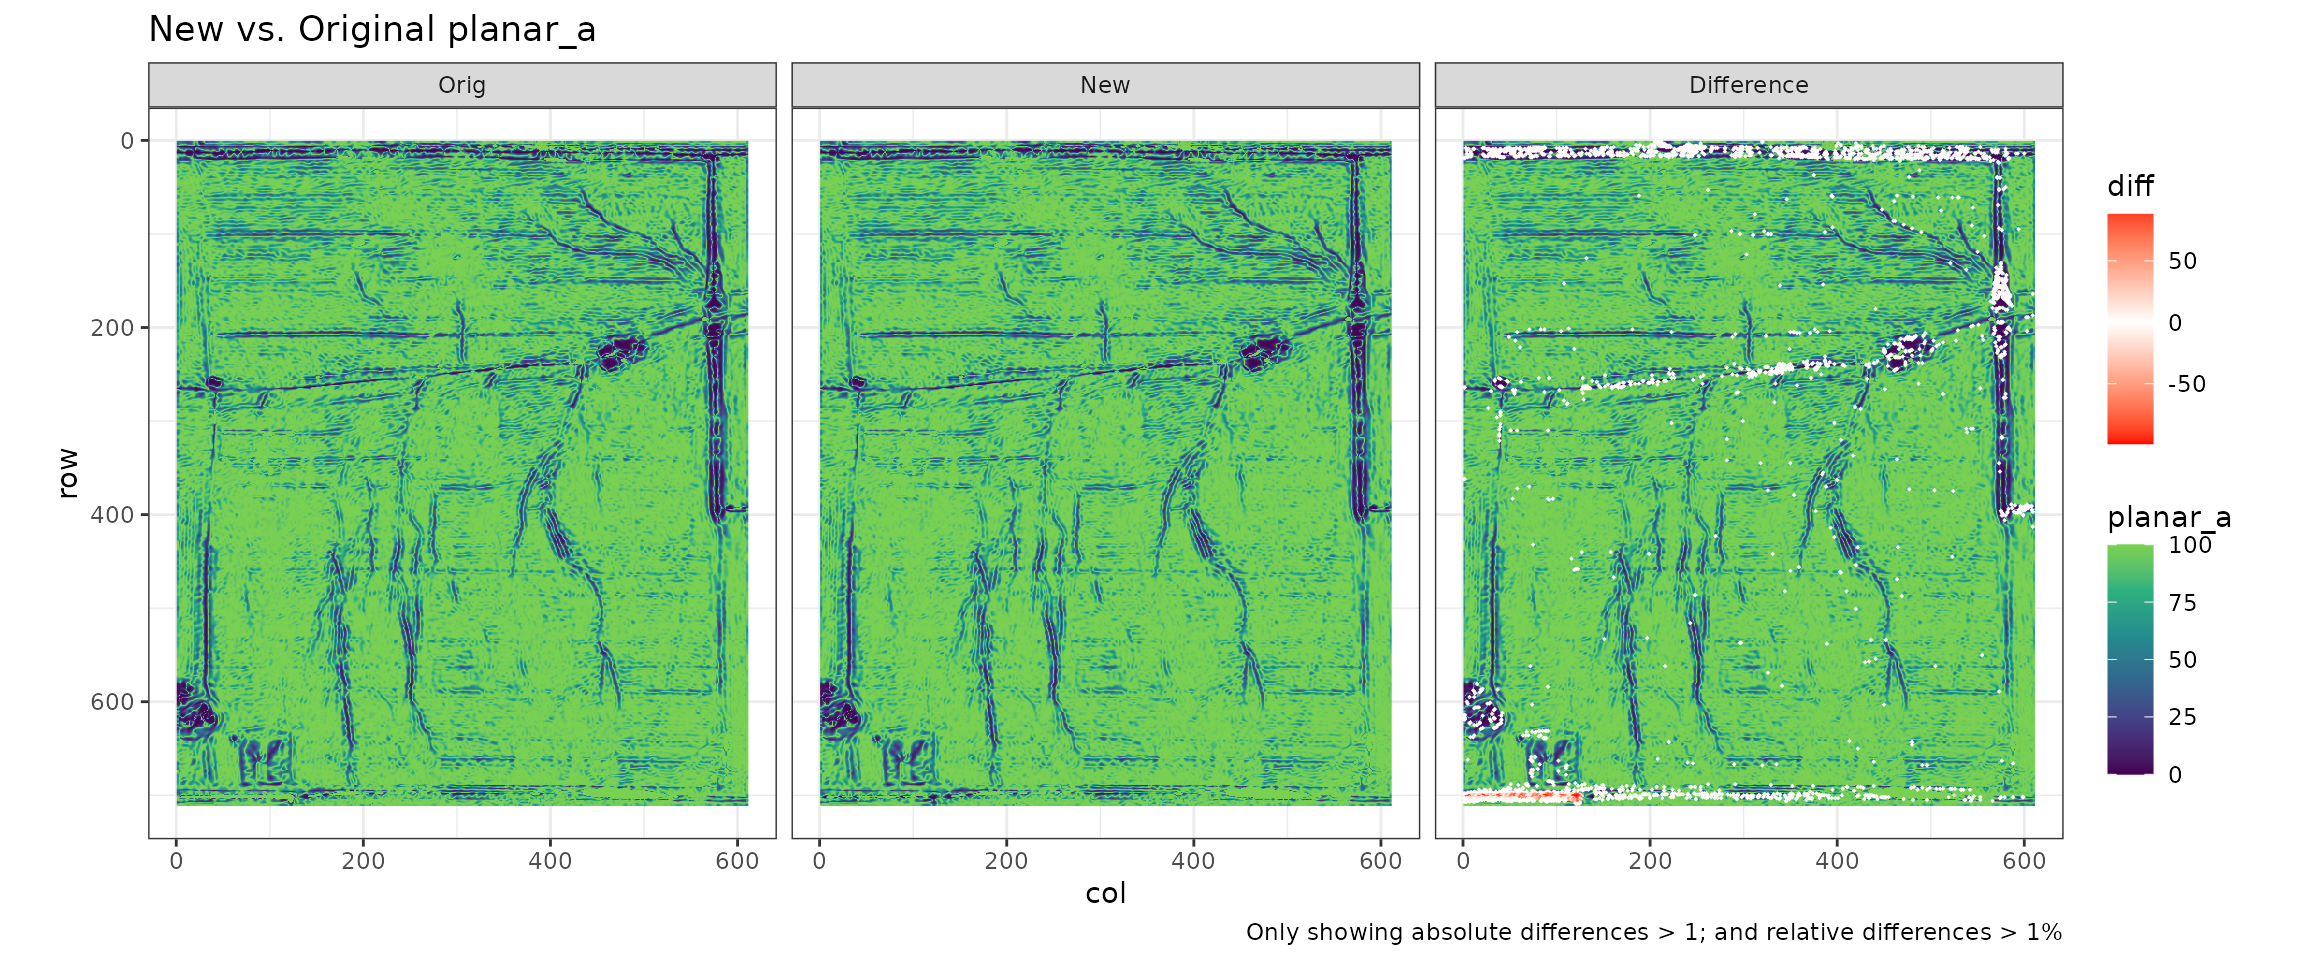 New vs. Original planar_a
Orig
New
Difference
0
200
400
600
row
0 200 400 600
0 200 400 600
0 200 400 600
col
diff
50
0
-50
planar_a
100
75
50
25
0
Only showing absolute differences > 1; and relative differences > 1%